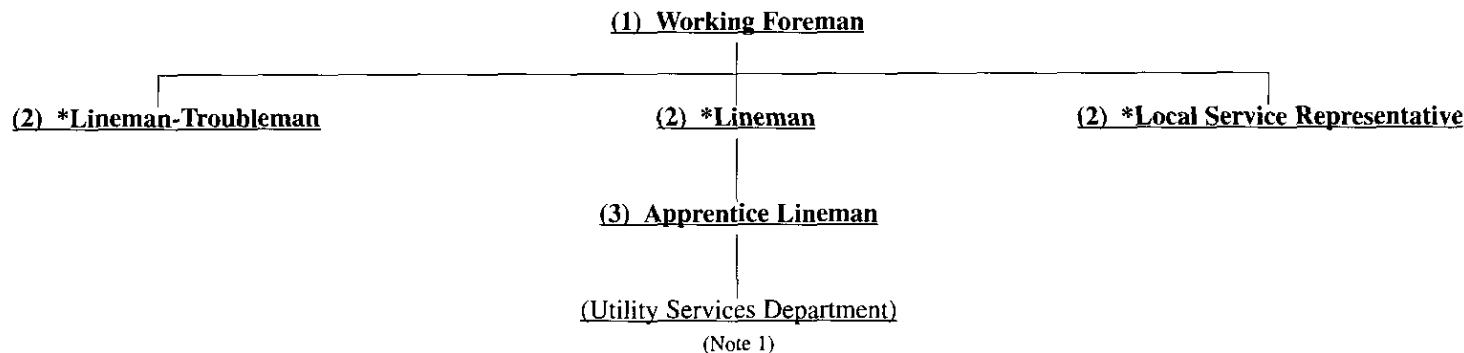 (1) Working Foreman
(2) *Lineman-Troubleman (2) *Lineman (2) *Local Service Representative
(3) Apprentice Lineman
(Utility Services Department)
(Note 1)